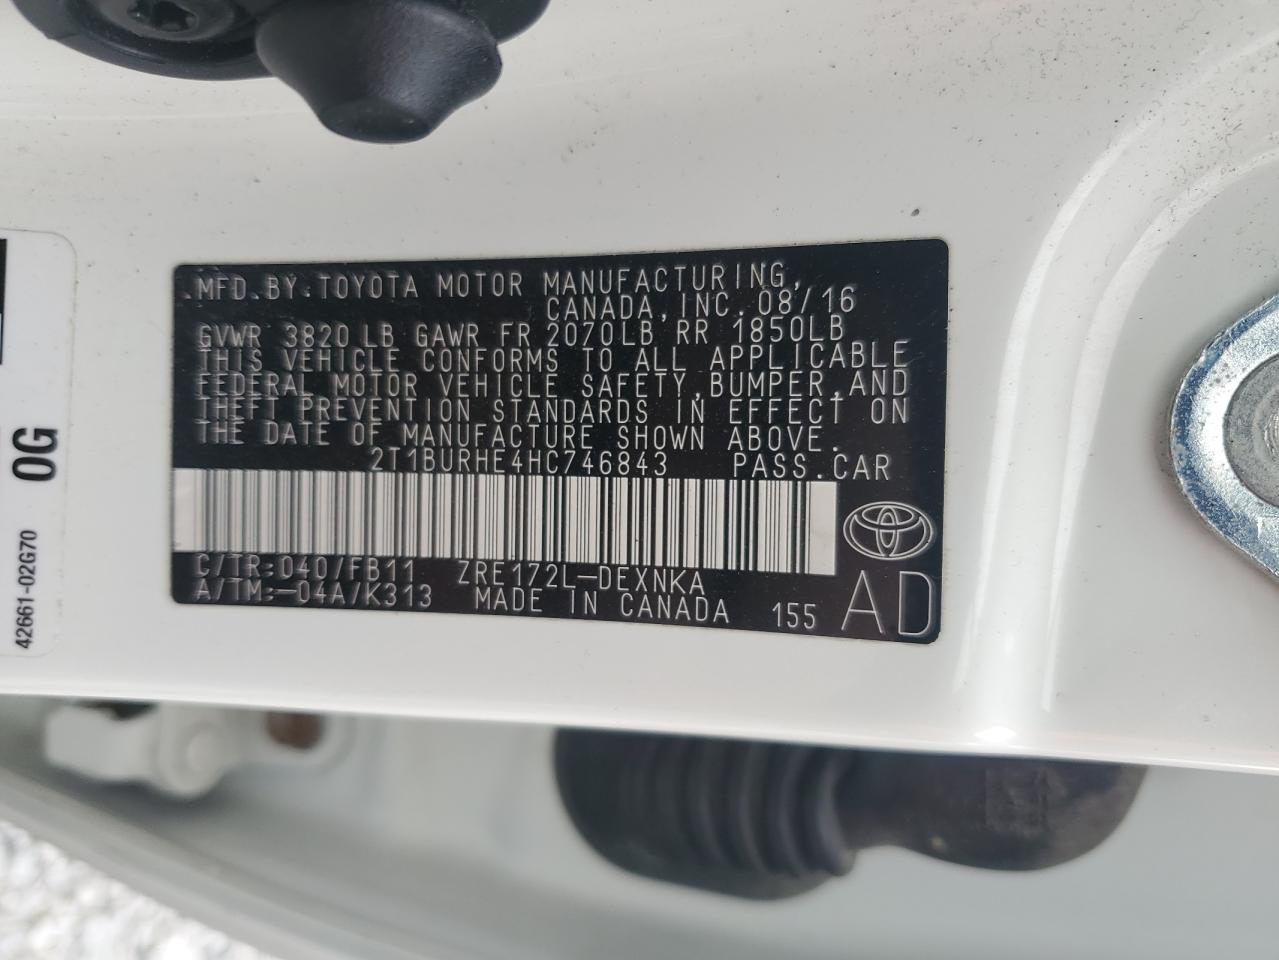 .MFD.BY.TOYOTA MOTOR MANUFACTURING,
CANADA,INC.08/16
GVWR 3820 LB GAWR FR 2070LB RR 1850LB
THIS VEHICLE CONFORMS TO ALL APPLICABLE
FEDERAL MOTOR VEHICLE SAFETY,BUMPER,AND
THEFT PREVENTION STANDARDS IN EFFECT ON
THE DATE OF MANUFACTURE SHOWN ABOVE.
2T1BURHE4HC746843 PASS.CAR
C/TR:040/FB11 ZRE172L-DEXNKA
A/TM:-04A/K313 MADE IN CANADA 155 AD
0G
42661-02G70